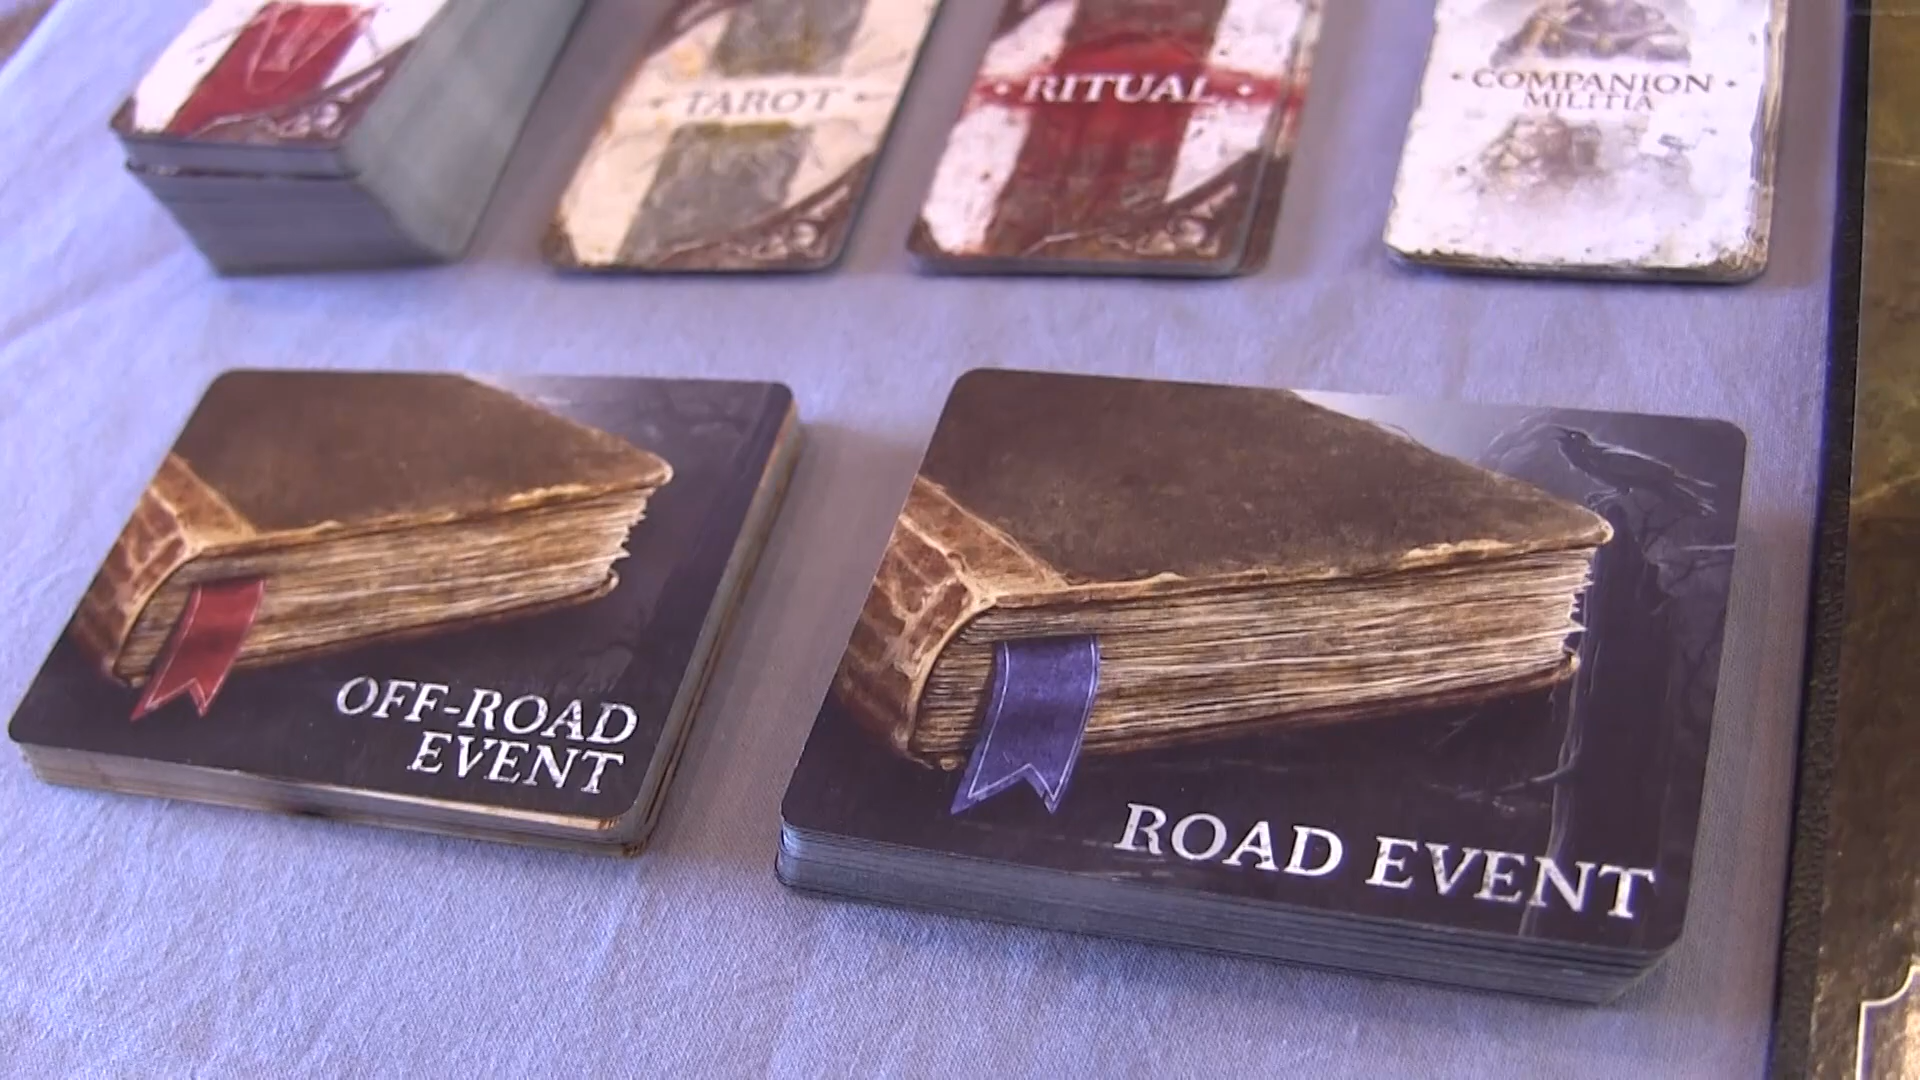 • TAROT •
• RITUAL •
• COMPANION •
MILITIA
OFF-ROAD
EVENT
ROAD EVENT